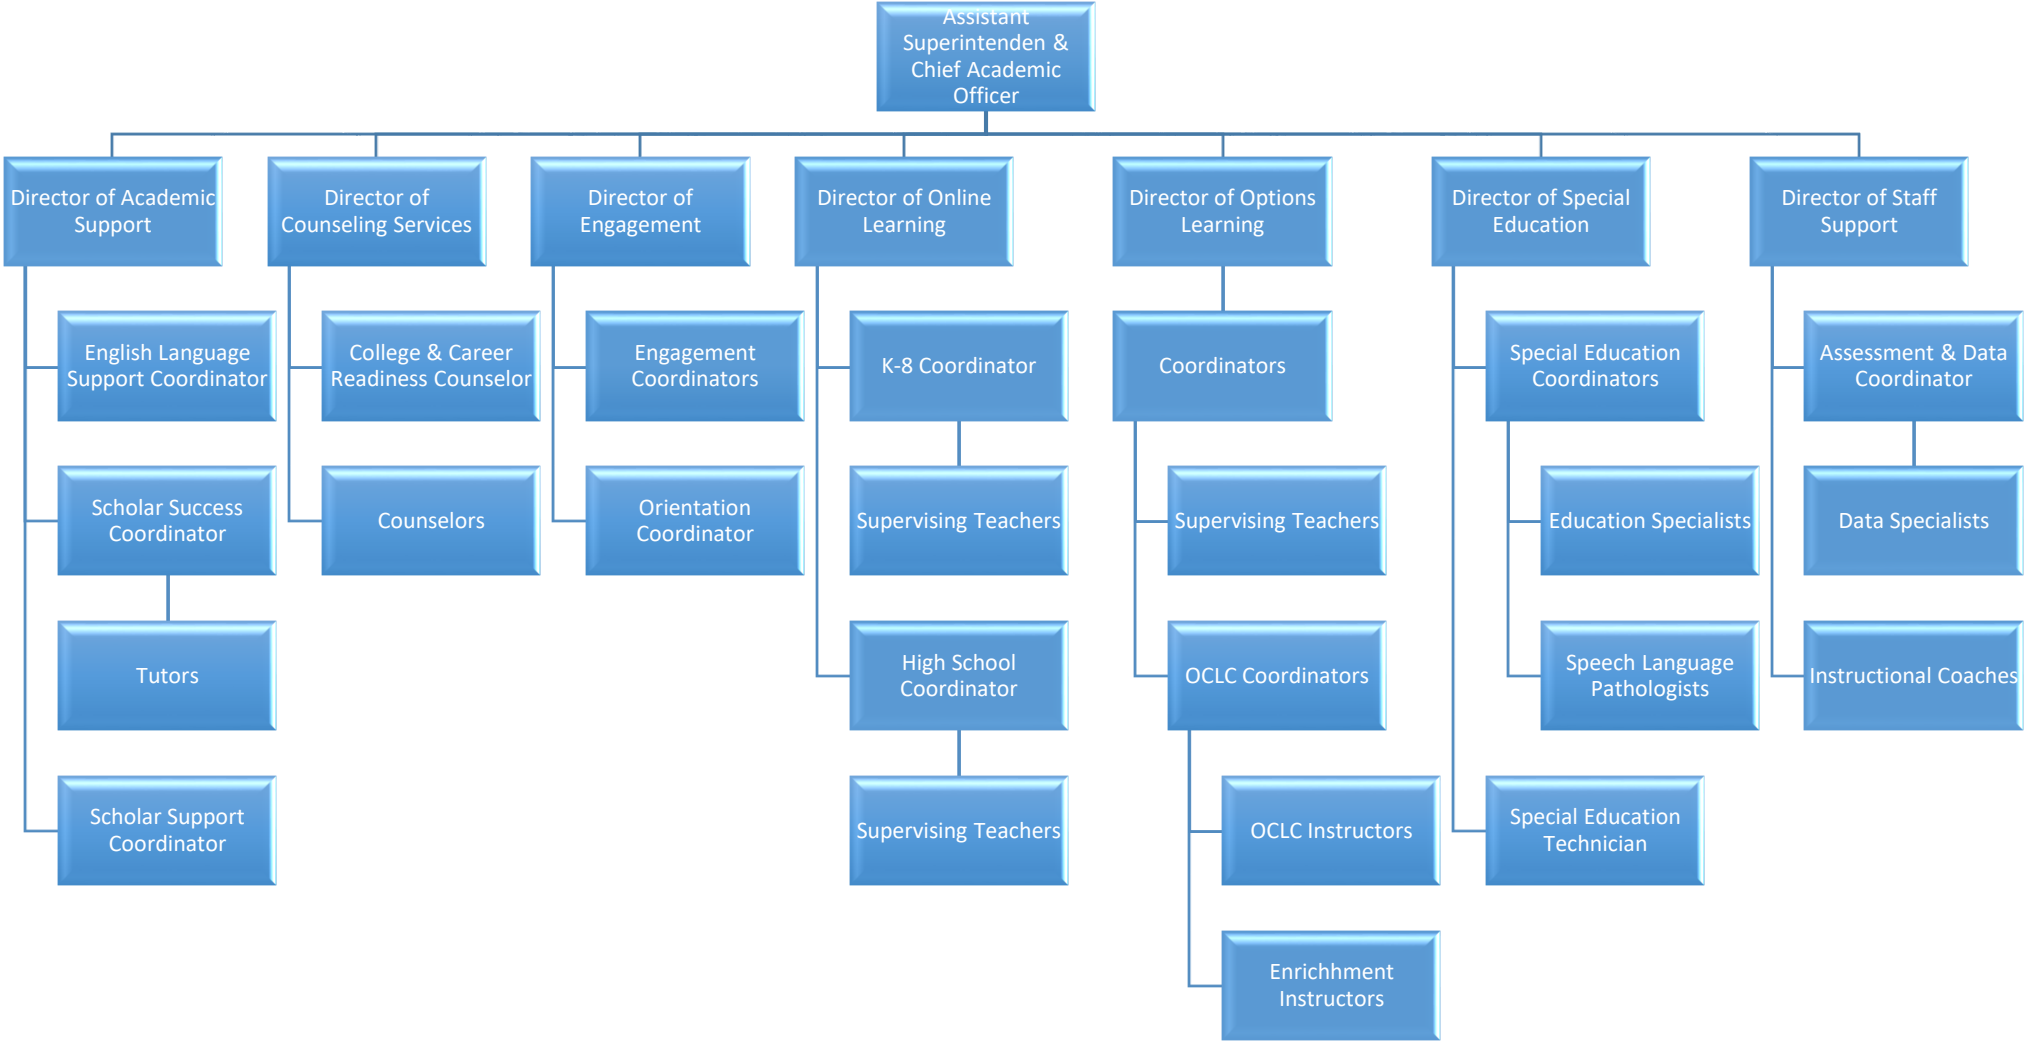 Assistant
Superintenden &
Chief Academic
Officer
Director of Academic
Support
Director of
Counseling Services
Director of
Engagement
Director of Online
Learning
Director of Options
Learning
Director of Special
Education
Director of Staff
Support
English Language
Support Coordinator
College & Career
Readiness Counselor
Engagement
Coordinators
K-8 Coordinator
Coordinators
Special Education
Coordinators
Assessment & Data
Coordinator
Scholar Success
Coordinator
Counselors
Orientation
Coordinator
Supervising Teachers
Supervising Teachers
Education Specialists
Data Specialists
Tutors
High School
Coordinator
OCLC Coordinators
Speech Language
Pathologists
Instructional Coaches
Scholar Support
Coordinator
Supervising Teachers
OCLC Instructors
Special Education
Technician
Enrichhment
Instructors